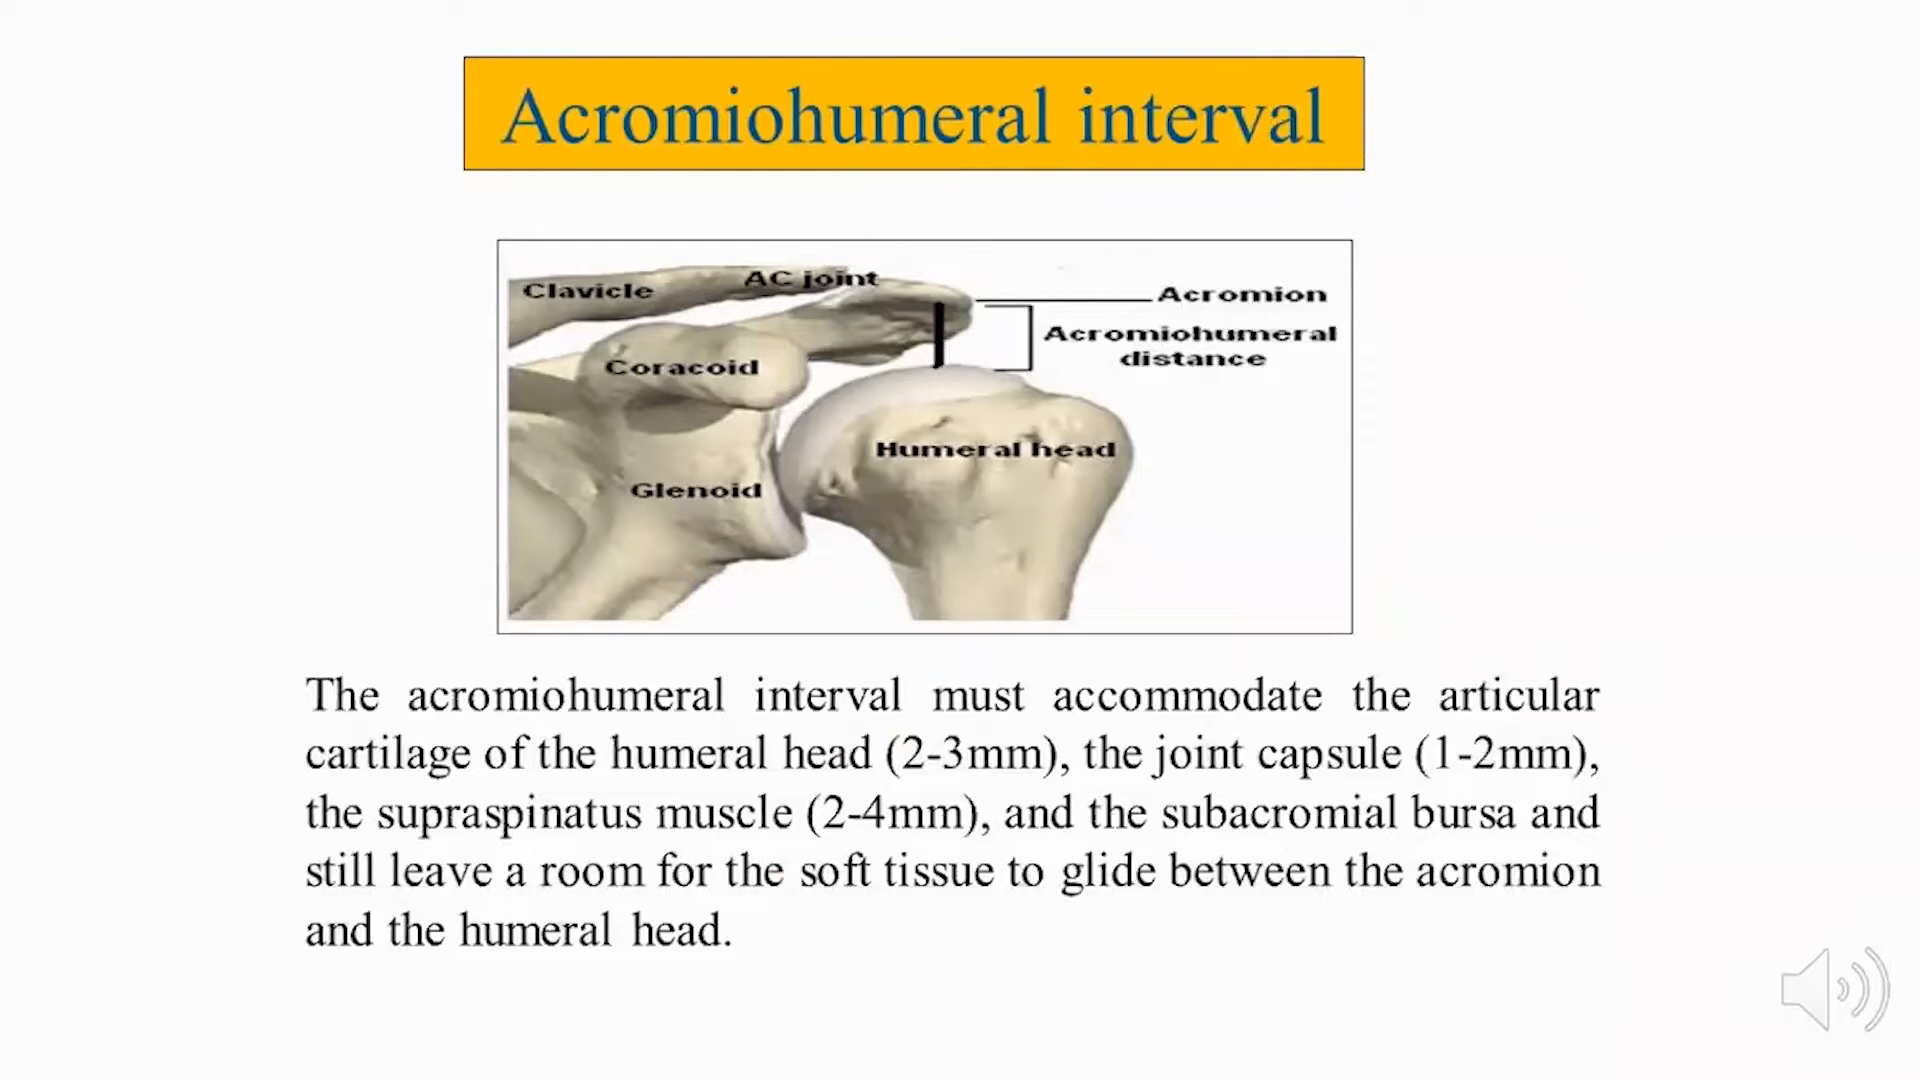 Acromiohumeral interval
Clavicle
AC joint
Acromion
Acromiohumeral
distance
Coracoid
Humeral head
Glenoid
The acromiohumeral interval must accommodate the articular
cartilage of the humeral head (2-3mm), the joint capsule (1-2mm),
the supraspinatus muscle (2-4mm), and the subacromial bursa and
still leave a room for the soft tissue to glide between the acromion
and the humeral head.